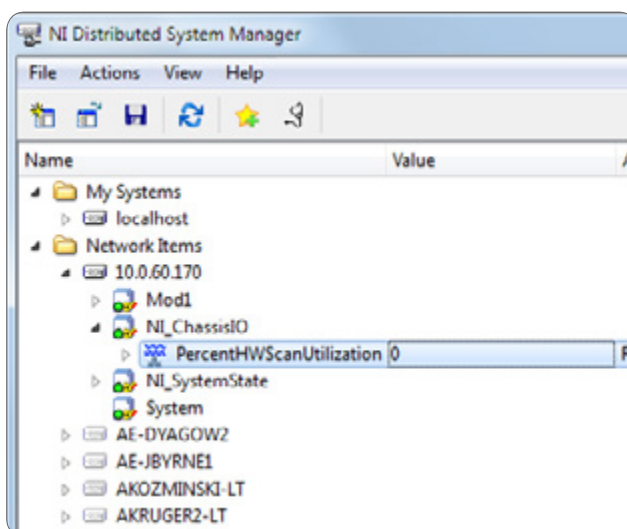 NI Distributed System Manager
File Actions View Help
Name Value
My Systems
localhost
Network Items
10.0.60.170
Mod1
NI_ChassisIO
PercentHWScanUtilization 0
NI_SystemState
System
AE-DYAGOW2
AE-JBYRNE1
AKOZMINSKI-LT
AKRUGER2-LT